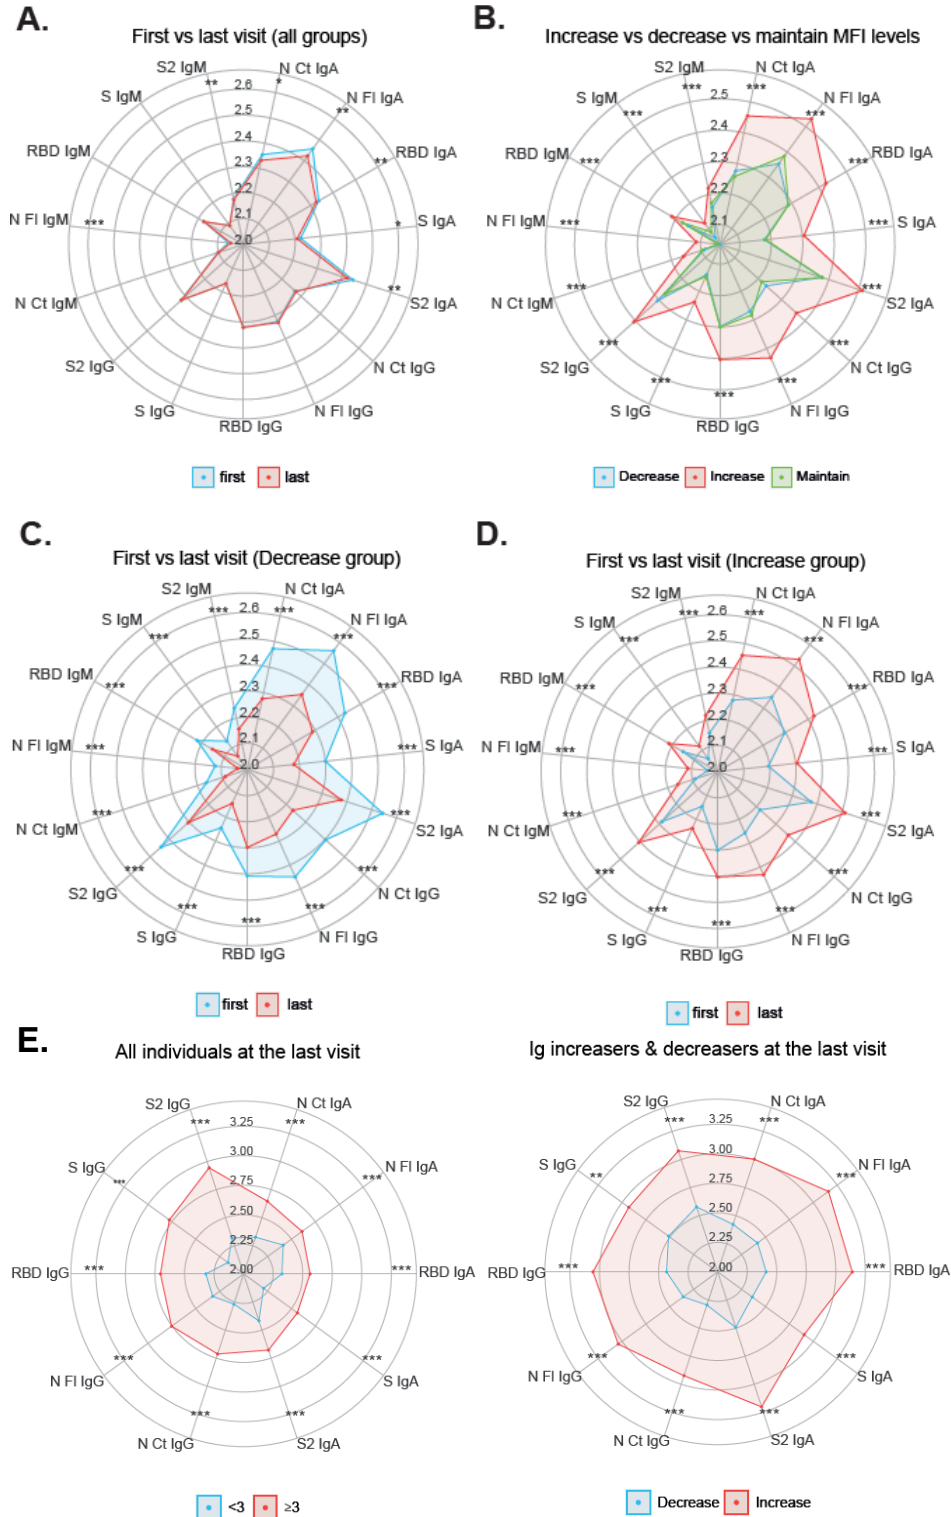 A.
First vs last visit (all groups)
S2 IgM
N Ct IgA
N Fl IgA
RBD IgA
S IgA
S2 IgA
N Ct IgG
N Fl IgG
RBD IgG
S IgG
S2 IgG
N Ct IgM
N Fl IgM
RBD IgM
S IgM
** * ** ** * ** ***
2.6
2.5
2.4
2.3
2.2
2.1
2.0
first last
B.
Increase vs decrease vs maintain MFI levels
S2 IgM
N Ct IgA
N Fl IgA
RBD IgA
S IgA
S2 IgA
N Ct IgG
N Fl IgG
RBD IgG
S IgG
S2 IgG
N Ct IgM
N Fl IgM
RBD IgM
S IgM
*** *** *** *** *** *** *** *** *** *** *** *** *** *** ***
2.5
2.4
2.3
2.2
2.1
Decrease Increase Maintain
C.
First vs last visit (Decrease group)
S2 IgM
N Ct IgA
N Fl IgA
RBD IgA
S IgA
S2 IgA
N Ct IgG
N Fl IgG
RBD IgG
S IgG
S2 IgG
N Ct IgM
N Fl IgM
RBD IgM
S IgM
*** *** *** *** *** *** *** *** *** *** *** *** *** *** ***
2.6
2.5
2.4
2.3
2.2
2.1
2.0
first last
D.
First vs last visit (Increase group)
S2 IgM
N Ct IgA
N Fl IgA
RBD IgA
S IgA
S2 IgA
N Ct IgG
N Fl IgG
RBD IgG
S IgG
S2 IgG
N Ct IgM
N Fl IgM
RBD IgM
S IgM
*** *** *** *** *** *** *** *** *** *** *** *** *** *** ***
2.6
2.5
2.4
2.3
2.2
2.1
2.0
first last
E.
All individuals at the last visit
S2 IgG
N Ct IgA
N Fl IgA
RBD IgA
S IgA
S2 IgA
N Ct IgG
N Fl IgG
RBD IgG
S IgG
*** *** *** *** *** *** *** *** *** ***
3.25
3.00
2.75
2.50
2.25
2.00
<3 ≥3
Ig increasers & decreasers at the last visit
S2 IgG
N Ct IgA
N Fl IgA
RBD IgA
S IgA
S2 IgA
N Ct IgG
N Fl IgG
RBD IgG
S IgG
*** *** *** *** *** *** *** *** *** **
3.25
3.00
2.75
2.50
2.25
2.00
Decrease Increase